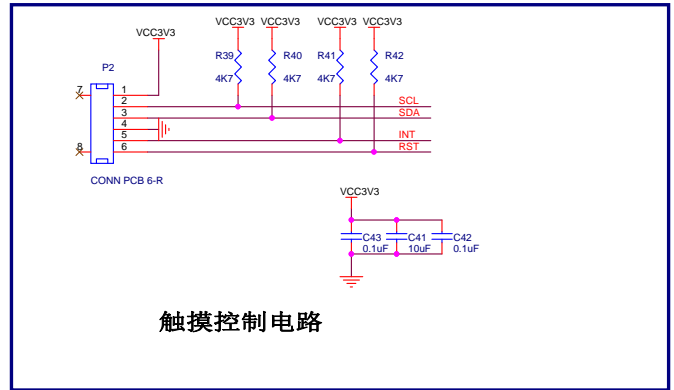 VCC3V3
VCC3V3 VCC3V3 VCC3V3 VCC3V3
P2
R39 R40 R41 R42
4K7 4K7 4K7 4K7
7
8
1
2
3
4
5
6
SCL
SDA
INT
RST
CONN PCB 6-R
VCC3V3
C43 C41 C42
0.1uF 10uF 0.1uF
触摸控制电路